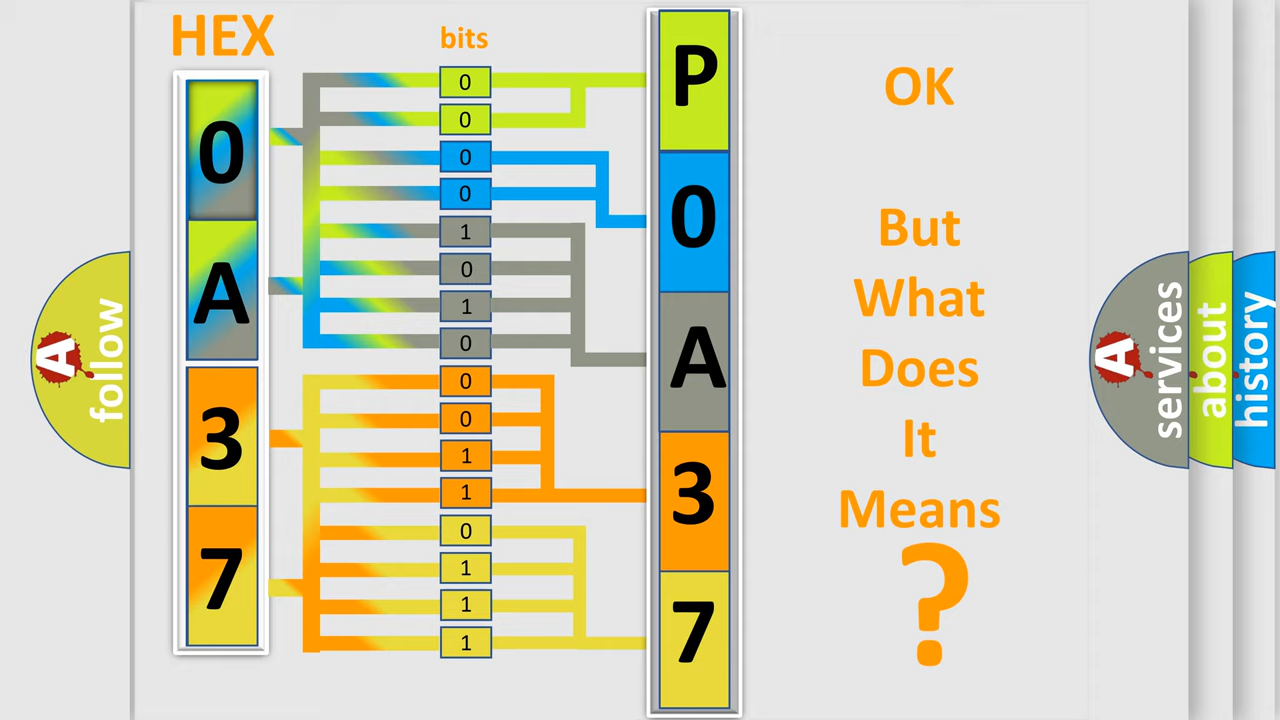 HEX
bits
0
A
3
7
0
0
0
0
1
0
1
0
0
0
1
1
0
1
1
1
P
0
A
3
7
OK
But
What
Does
It
Means
?
A
follow
A
services
about
history